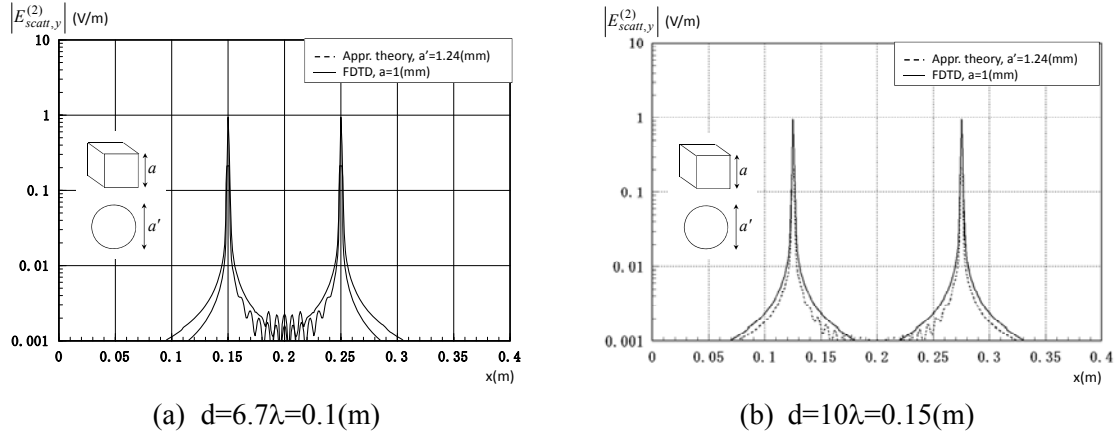 |E_{scatt,y}^{(2)}| (V/m)
10
1
0.1
0.01
0.001
Appr. theory, a'=1.24(mm)
FDTD, a=1(mm)
a
a'
0 0.05 0.1 0.15 0.2 0.25 0.3 0.35 0.4
x(m)
(a) d=6.7λ=0.1(m)
|E_{scatt,y}^{(2)}| (V/m)
10
1
0.1
0.01
0.001
Appr. theory, a'=1.24(mm)
FDTD, a=1(mm)
a
a'
0 0.05 0.1 0.15 0.2 0.25 0.3 0.35 0.4
x(m)
(b) d=10λ=0.15(m)